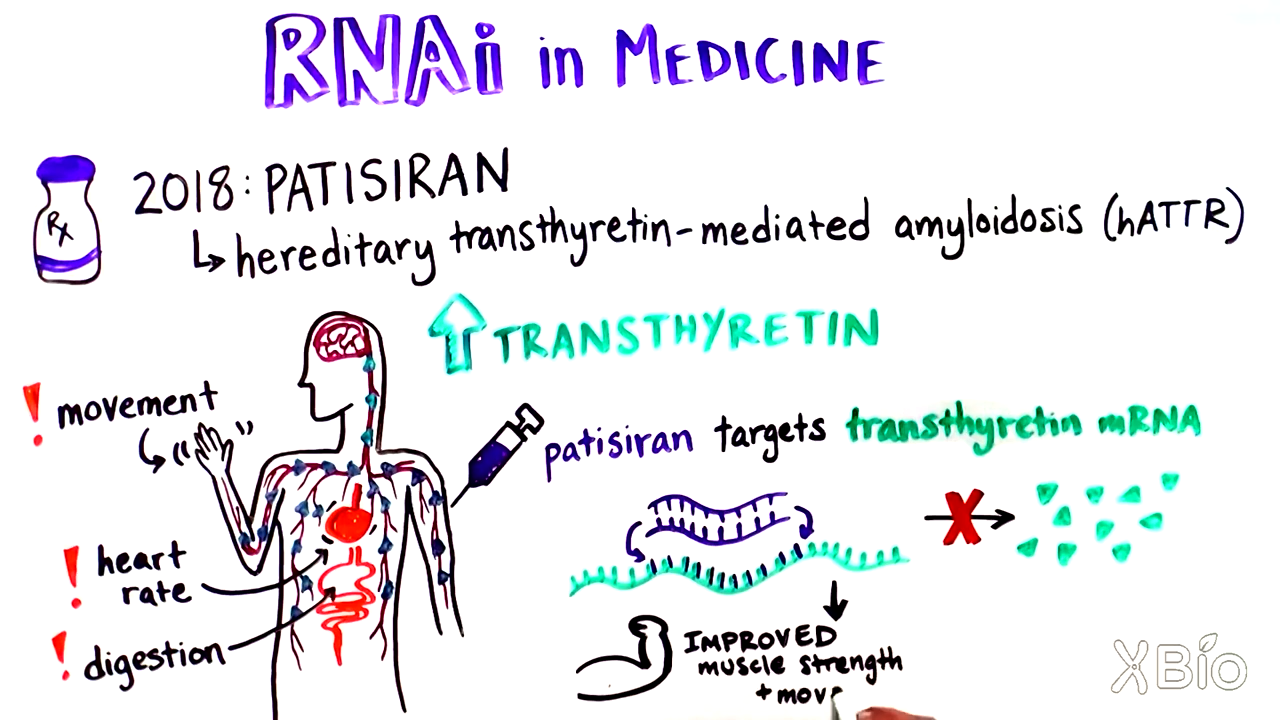 RNAi in MEDICINE
Rx
2018: PATISIRAN
↳ hereditary transthyretin-mediated amyloidosis (hATTR)
↑ TRANSTHYRETIN
! movement
patisiran targets transthyretin mRNA
X
! heart
rate
! digestion
IMPROVED
muscle strength
+ mov
XBio